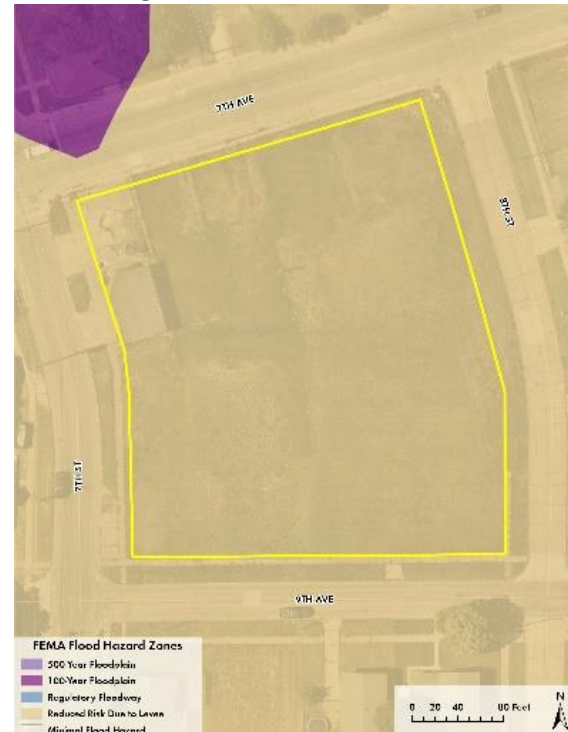 7TH AVE
8TH ST
7TH ST
9TH AVE
FEMA Flood Hazard Zones
500-Year Floodplain
100-Year Floodplain
Regulatory Floodway
Reduced Risk Due to Levee
Minimal Flood Hazard
0 20 40 80 Feet
N